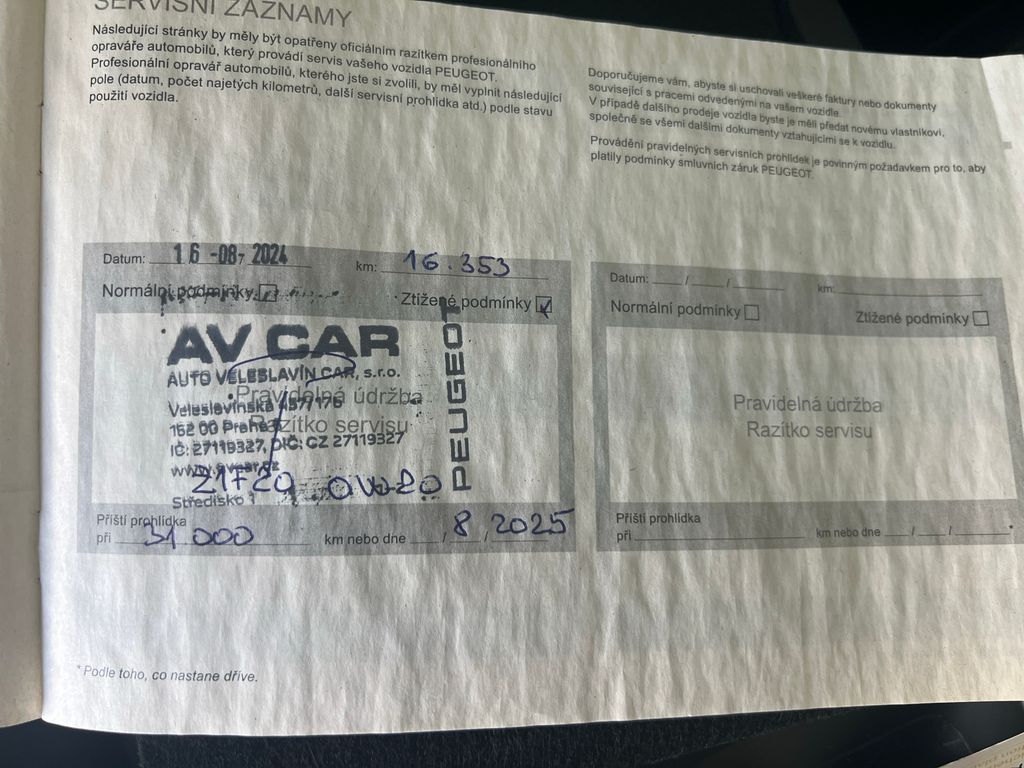 SERVISNÍ ZÁZNAMY
Následující stránky by měly být opatřeny oficiálním razítkem profesionálního
opraváře automobilů, který provádí servis vašeho vozidla PEUGEOT.
Profesionální opravář automobilů, kterého jste si zvolili, by měl vyplnit následující
pole (datum, počet najetých kilometrů, další servisní prohlídka atd.) podle stavu
použití vozidla.
Doporučujeme vám, abyste si uschovali veškeré faktury nebo dokumenty
související s pracemi odvedenými na vašem vozidle.
V případě dalšího prodeje vozidla byste je měli předat novému vlastníkovi,
společně se všemi dalšími dokumenty vztahujícími se k vozidlu.
Provádění pravidelných servisních prohlídek je povinným požadavkem pro to, aby
platily podmínky smluvních záruk PEUGEOT.
Datum: 16 -08- 2024 km: 16.353
Normální podmínky Ztížené podmínky
AV CAR
AUTO VELESLAVÍN CAR, s.r.o.
Pravidelná údržba
Veleslavínská
Razítko servisu
162 00 Praha
IČ: 27119327, DIČ: CZ 27119327
Středisko 1
PEUGEOT
Příští prohlídka
při 31.000 km nebo dne / 8 / 2025
Datum: / / km:
Normální podmínky Ztížené podmínky
Pravidelná údržba
Razítko servisu
Příští prohlídka
při km nebo dne / / *
* Podle toho, co nastane dříve.